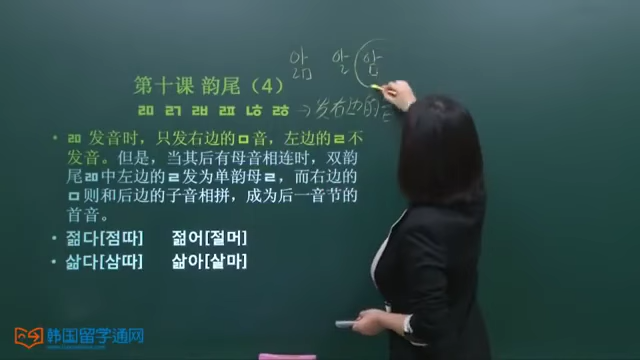 앎 알 암
第十课 韵尾（4）
ㄻ ㄺ ㄼ ㄿ ㄶ ㅀ → 发右边的
• ㄻ 发音时，只发右边的ㅁ音，左边的ㄹ不
发音。但是，当其后有母音相连时，双韵
尾ㄻ中左边的ㄹ发为单韵母ㄹ，而右边的
ㅁ则和后边的子音相拼，成为后一音节的
首音。
• 젊다[점따] 젊어[절머]
• 삶다[삼따] 삶아[살마]
韩国留学通网